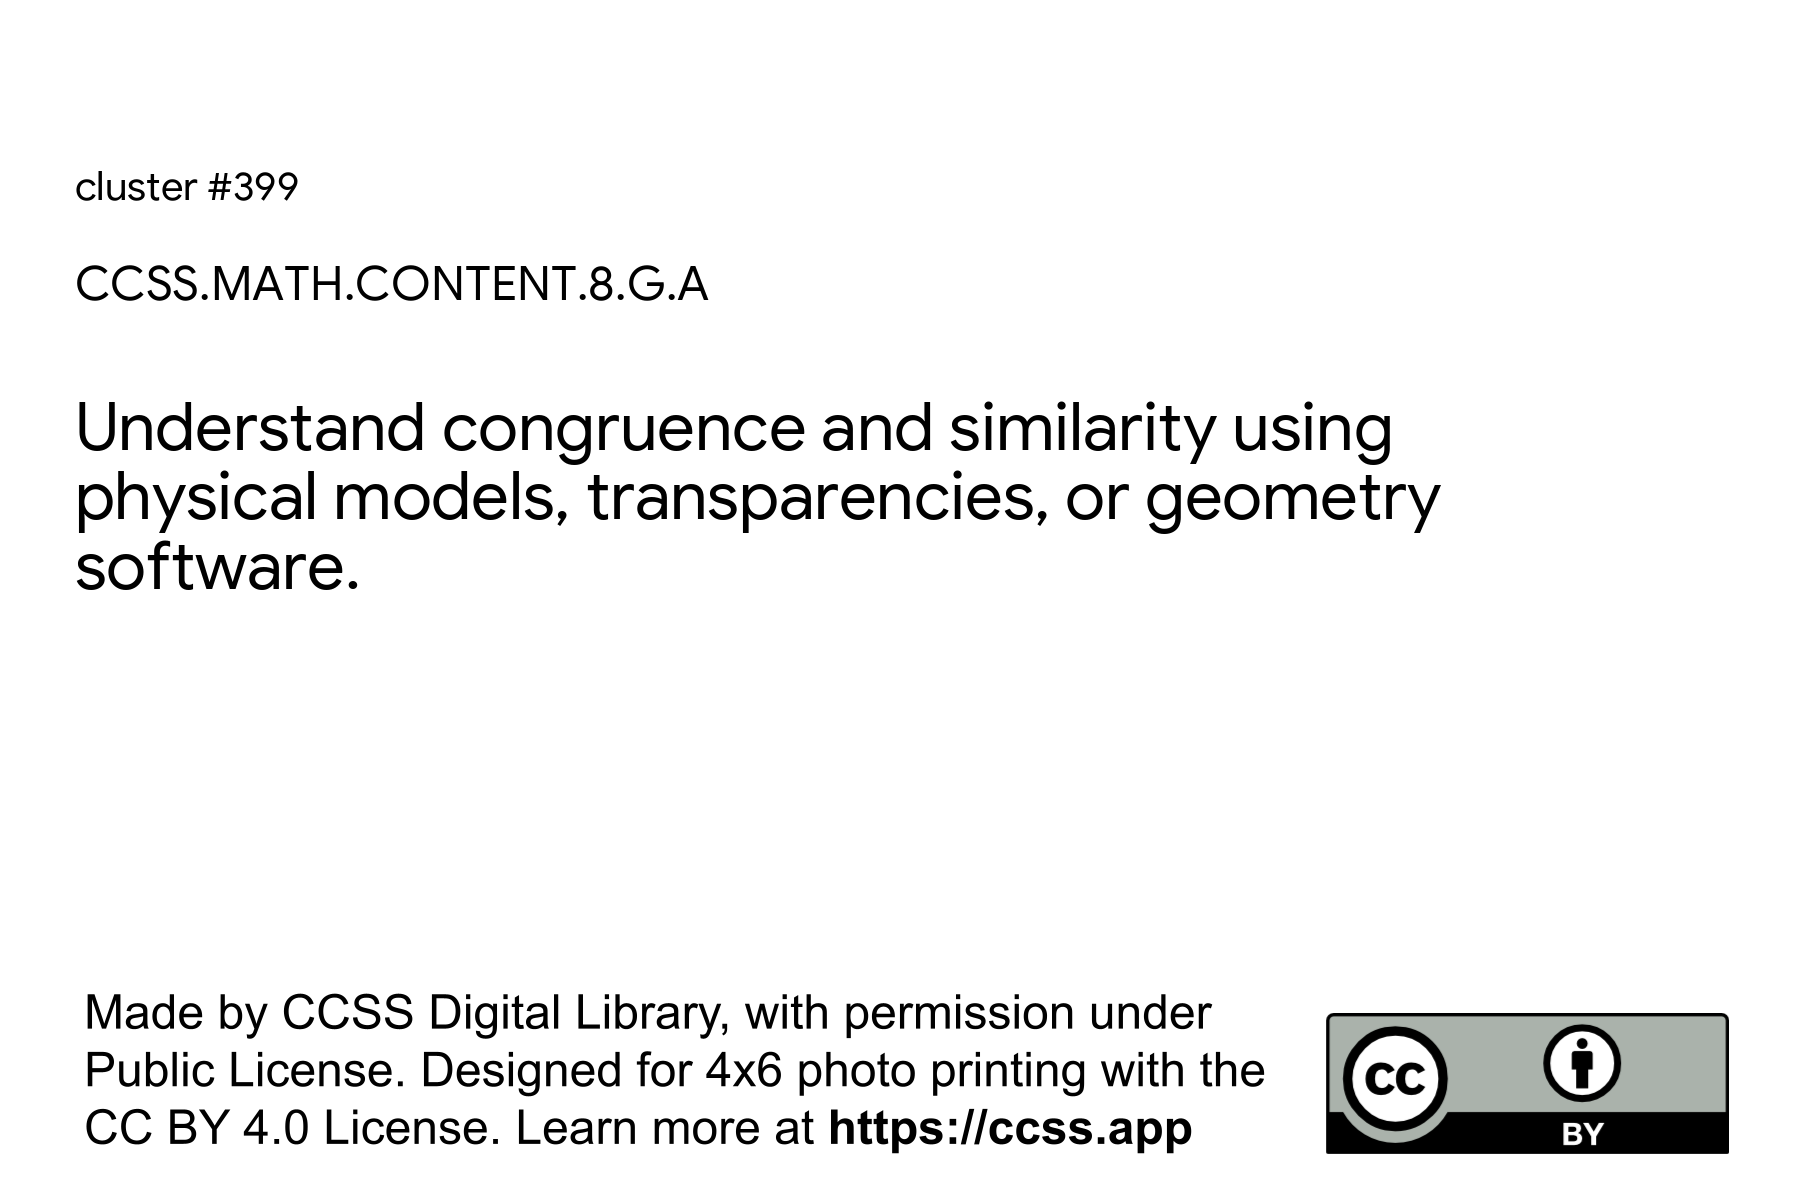 cluster #399
CCSS.MATH.CONTENT.8.G.A
Understand congruence and similarity using
physical models, transparencies, or geometry
software.
Made by CCSS Digital Library, with permission under
Public License. Designed for 4x6 photo printing with the
CC BY 4.0 License. Learn more at https://ccss.app
cc
BY